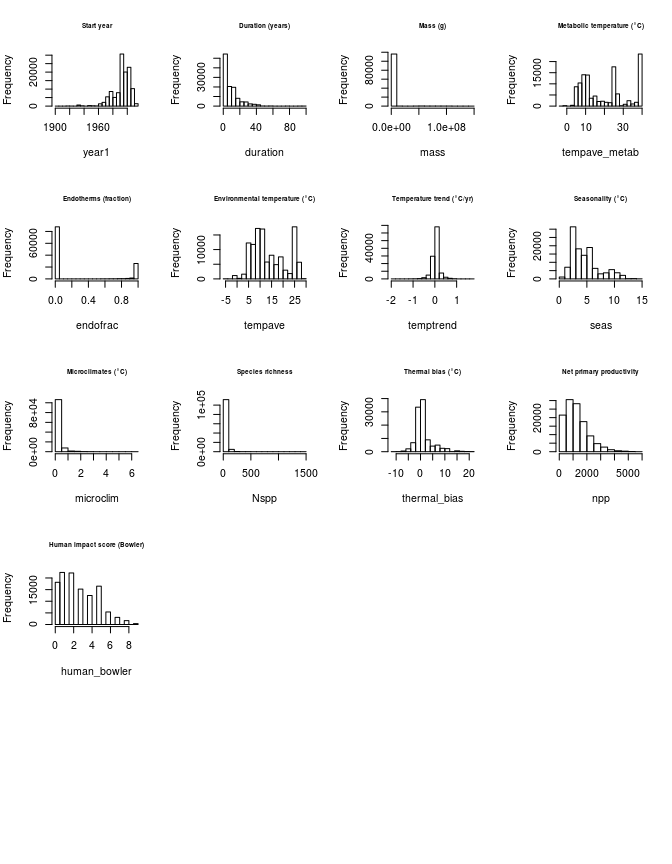 Start year
Frequency
0
20000
1900
1960
year1
Duration (years)
Frequency
0
30000
0
40
80
duration
Mass (g)
Frequency
0
80000
0.0e+00
1.0e+08
mass
Metabolic temperature (°C)
Frequency
0
15000
0
10
30
tempave_metab
Endotherms (fraction)
Frequency
0
60000
0.0
0.4
0.8
endofrac
Environmental temperature (°C)
Frequency
0
10000
-5
5
15
25
tempave
Temperature trend (°C/yr)
Frequency
0
40000
-2
-1
0
1
temptrend
Seasonality (°C)
Frequency
0
20000
0
5
10
15
seas
Microclimates (°C)
Frequency
0e+00
8e+04
0
2
4
6
microclim
Species richness
Frequency
0e+00
1e+05
0
500
1500
Nspp
Thermal bias (°C)
Frequency
0
30000
-10
0
10
20
thermal_bias
Net primary productivity
Frequency
0
20000
0
2000
5000
npp
Human impact score (Bowler)
Frequency
0
15000
0
2
4
6
8
human_bowler